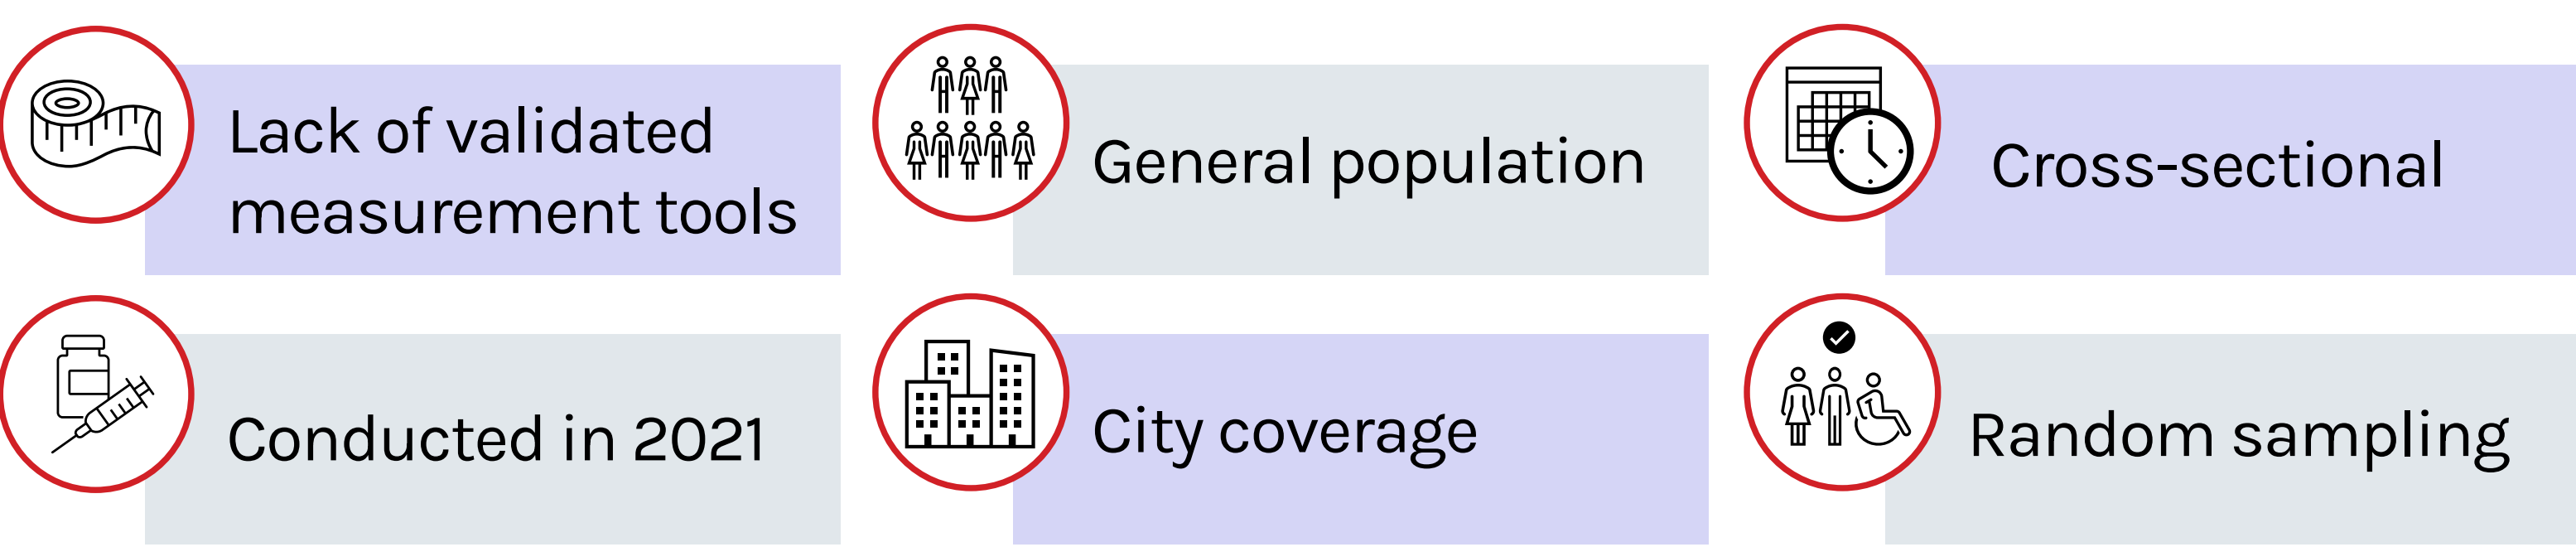 Lack of validated
measurement tools
General population
Cross-sectional
Conducted in 2021
City coverage
Random sampling